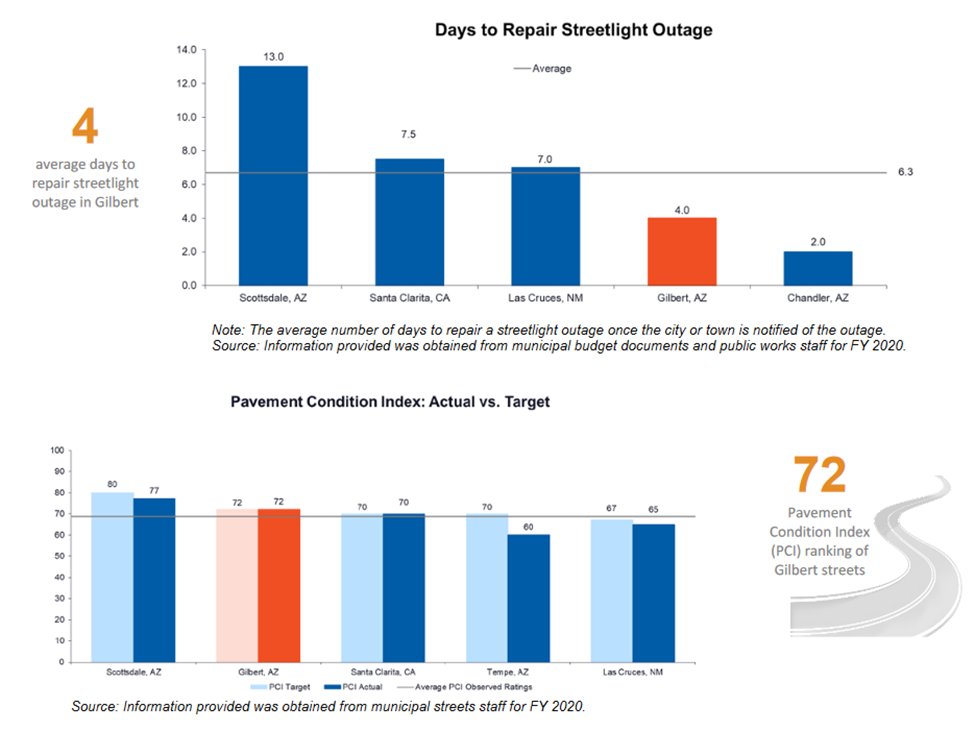 Days to Repair Streetlight Outage
14.0
12.0
10.0
8.0
6.0
4.0
2.0
0.0
Average
13.0
7.5
7.0
4.0
2.0
6.3
Scottsdale, AZ
Santa Clarita, CA
Las Cruces, NM
Gilbert, AZ
Chandler, AZ
4
average days to
repair streetlight
outage in Gilbert
Note: The average number of days to repair a streetlight outage once the city or town is notified of the outage.
Source: Information provided was obtained from municipal budget documents and public works staff for FY 2020.
Pavement Condition Index: Actual vs. Target
100
90
80
70
60
50
40
30
20
10
0
80
77
72
72
70
70
70
60
67
65
Scottsdale, AZ
Gilbert, AZ
Santa Clarita, CA
Tempe, AZ
Las Cruces, NM
PCI Target
PCI Actual
Average PCI Observed Ratings
72
Pavement
Condition Index
(PCI) ranking of
Gilbert streets
Source: Information provided was obtained from municipal streets staff for FY 2020.